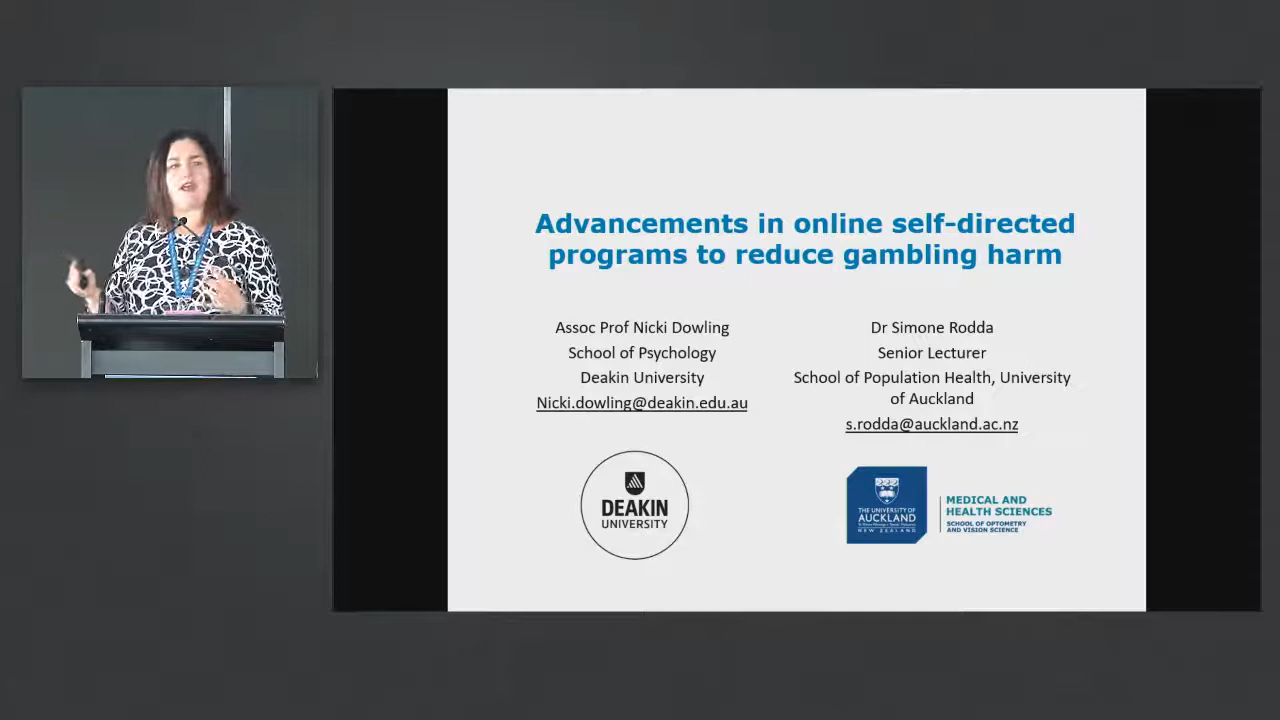 Advancements in online self-directed
programs to reduce gambling harm
Assoc Prof Nicki Dowling
School of Psychology
Deakin University
Nicki.dowling@deakin.edu.au
Dr Simone Rodda
Senior Lecturer
School of Population Health, University
of Auckland
s.rodda@auckland.ac.nz
DEAKIN
UNIVERSITY
THE UNIVERSITY OF
AUCKLAND
NEW ZEALAND
MEDICAL AND
HEALTH SCIENCES
SCHOOL OF OPTOMETRY
AND VISION SCIENCE